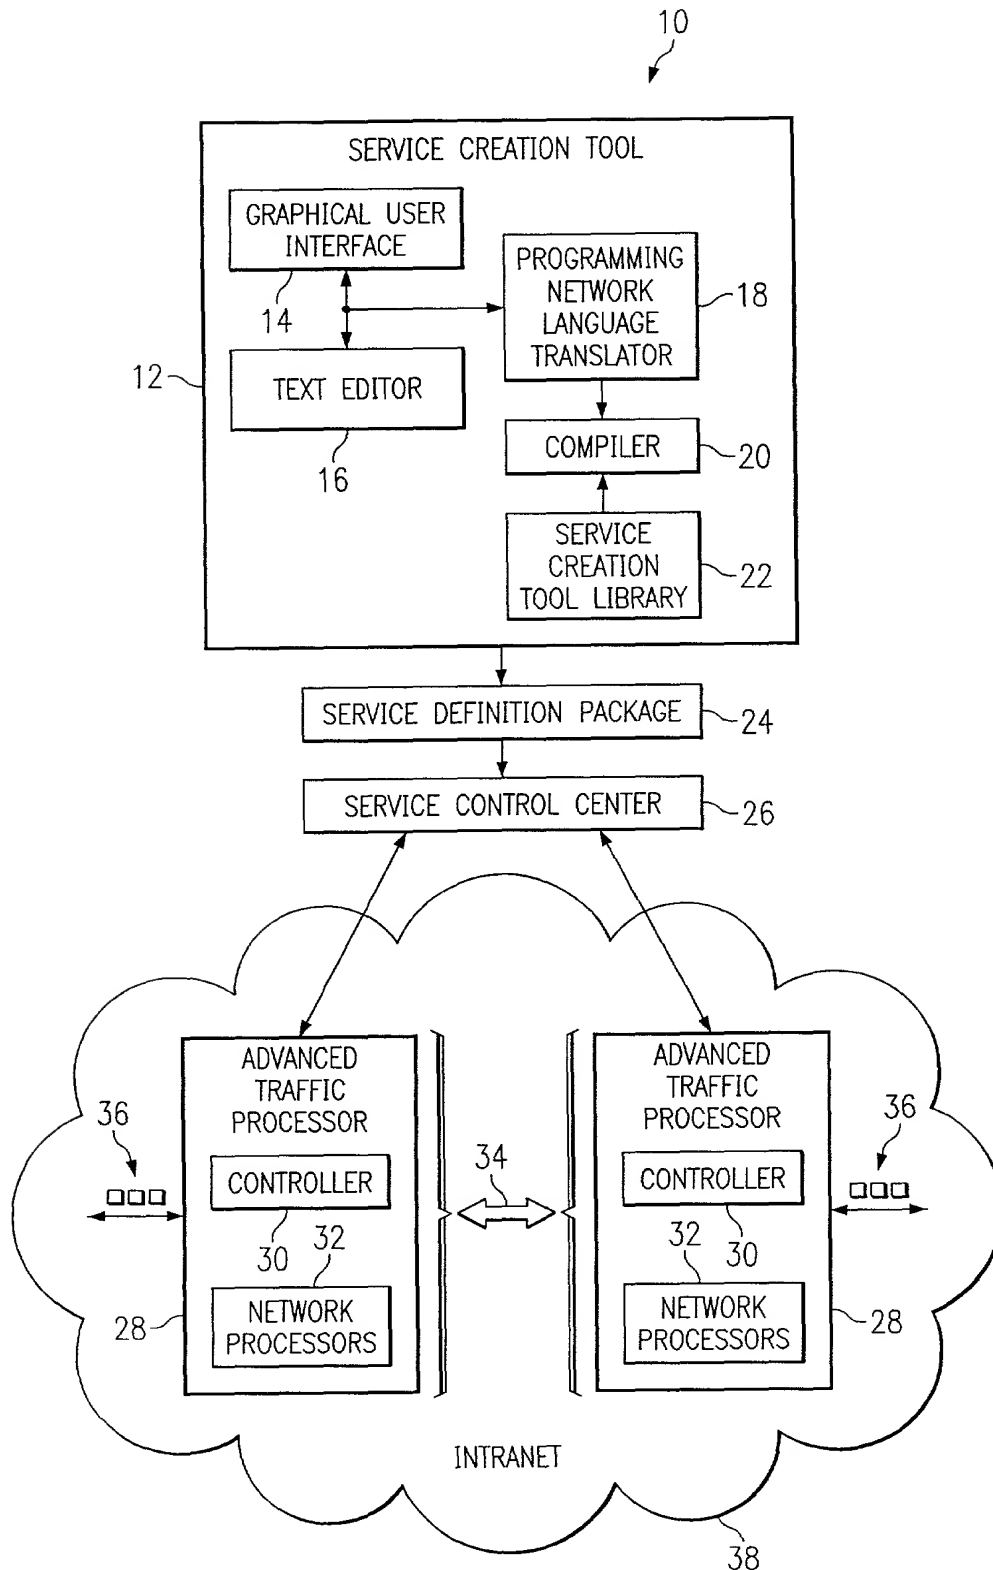 10
SERVICE CREATION TOOL
GRAPHICAL USER
INTERFACE
14
PROGRAMMING
NETWORK
LANGUAGE
TRANSLATOR
18
12
TEXT EDITOR
16
COMPILER
20
SERVICE
CREATION
TOOL LIBRARY
22
SERVICE DEFINITION PACKAGE
24
SERVICE CONTROL CENTER
26
ADVANCED
TRAFFIC
PROCESSOR
36
CONTROLLER
30
32
NETWORK
PROCESSORS
28
34
ADVANCED
TRAFFIC
PROCESSOR
36
CONTROLLER
32
30
NETWORK
PROCESSORS
28
INTRANET
38